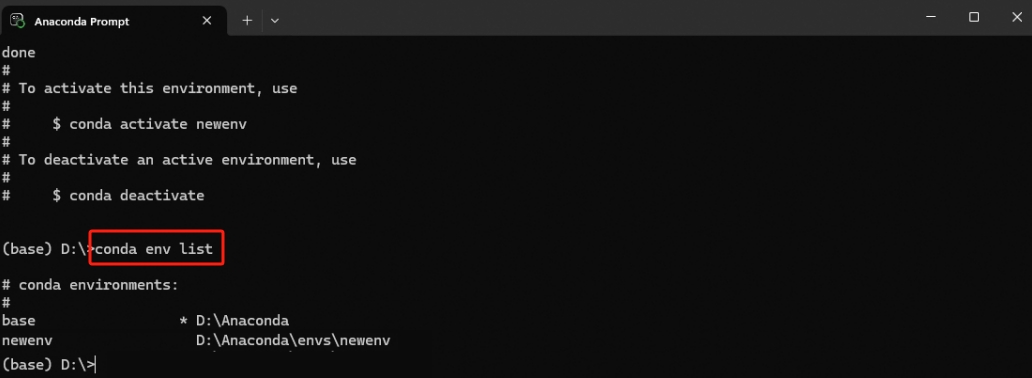 Anaconda Prompt
done
#
# To activate this environment, use
#
#     $ conda activate newenv
#
# To deactivate an active environment, use
#
#     $ conda deactivate
(base) D:\>conda env list
# conda environments:
#
base                 * D:\Anaconda
newenv                 D:\Anaconda\envs\newenv
(base) D:\>